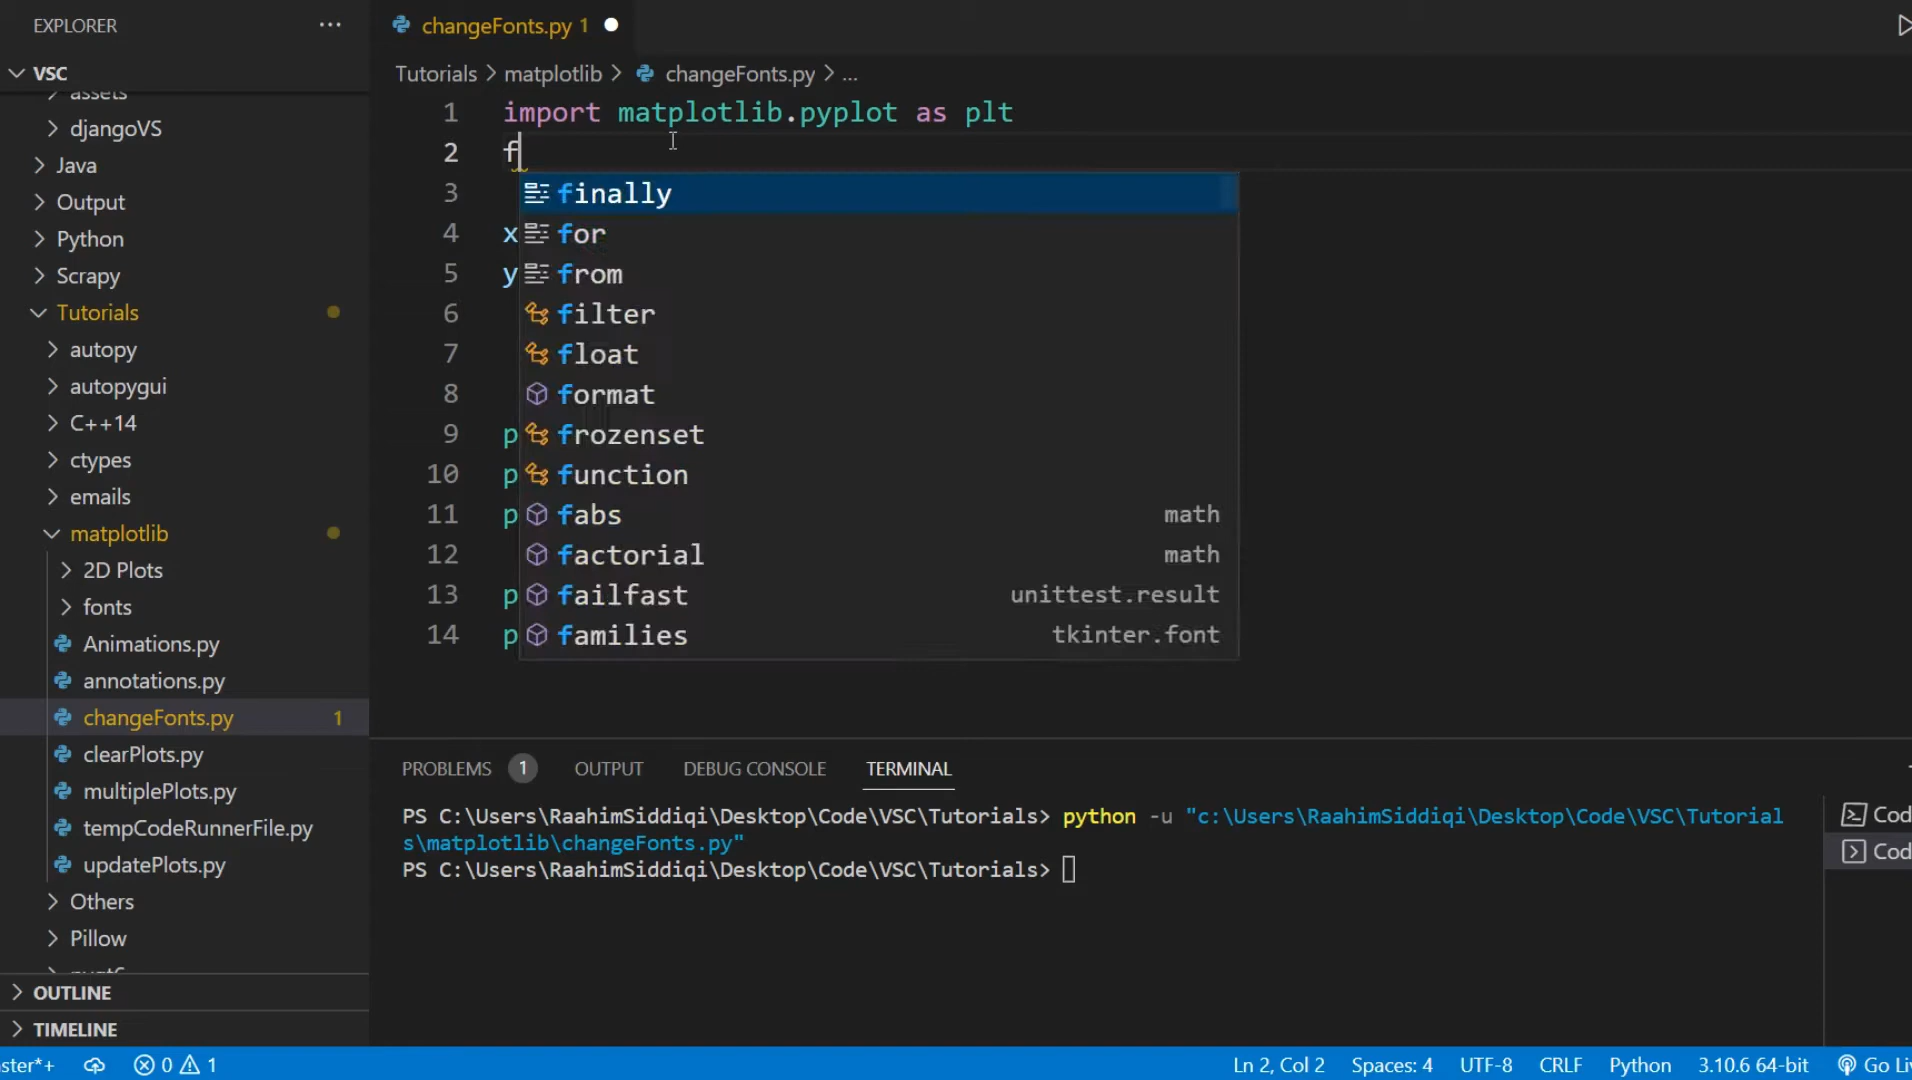 EXPLORER ···
VSC
assets
djangoVS
Java
Output
Python
Scrapy
Tutorials
autopy
autopygui
C++14
ctypes
emails
matplotlib
2D Plots
fonts
Animations.py
annotations.py
changeFonts.py 1
clearPlots.py
multiplePlots.py
tempCodeRunnerFile.py
updatePlots.py
Others
Pillow
OUTLINE
TIMELINE
changeFonts.py 1
Tutorials > matplotlib > changeFonts.py > ...
1 import matplotlib.pyplot as plt
2 f
3 finally
4 x for
5 y from
6 filter
7 float
8 format
9 p frozenset
10 p function
11 p fabs math
12 factorial math
13 p failfast unittest.result
14 p families tkinter.font
PROBLEMS 1 OUTPUT DEBUG CONSOLE TERMINAL
PS C:\Users\RaahimSiddiqi\Desktop\Code\VSC\Tutorials> python -u "c:\Users\RaahimSiddiqi\Desktop\Code\VSC\Tutorial
s\matplotlib\changeFonts.py"
PS C:\Users\RaahimSiddiqi\Desktop\Code\VSC\Tutorials>
Cod
Cod
ster*+ 0 1 Ln 2, Col 2 Spaces: 4 UTF-8 CRLF Python 3.10.6 64-bit Go Li